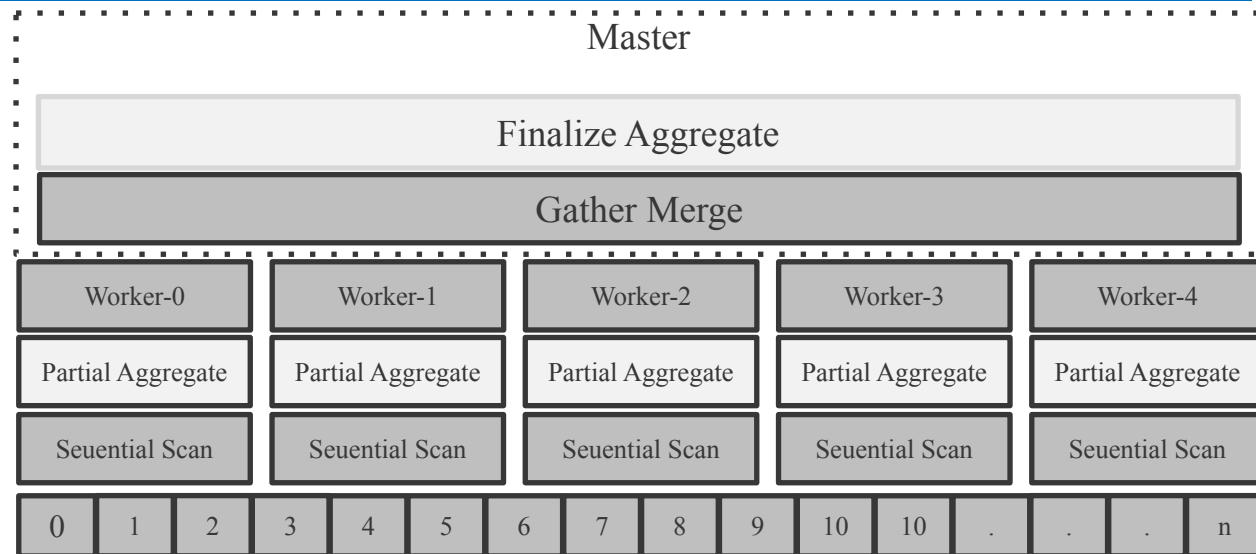 Master
Finalize Aggregate
Gather Merge
Worker-0 Worker-1 Worker-2 Worker-3 Worker-4
Partial Aggregate Partial Aggregate Partial Aggregate Partial Aggregate Partial Aggregate
Seuential Scan Seuential Scan Seuential Scan Seuential Scan Seuential Scan
0 1 2 3 4 5 6 7 8 9 10 10 . . . n